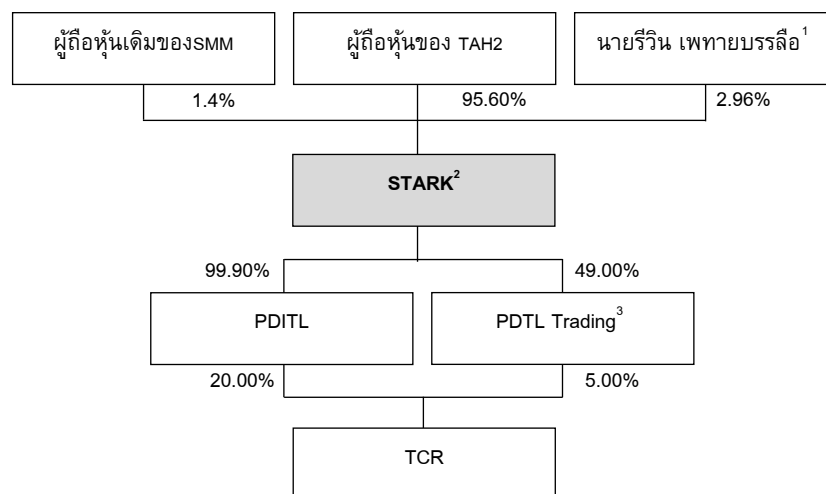 ผู้ถือหุ้นเดิมของSMM
ผู้ถือหุ้นของ TAH2
นายรีวิน เพทายบรรลือ¹
1.4%
95.60%
2.96%
STARK²
99.90%
49.00%
PDITL
PDTL Trading³
20.00%
5.00%
TCR